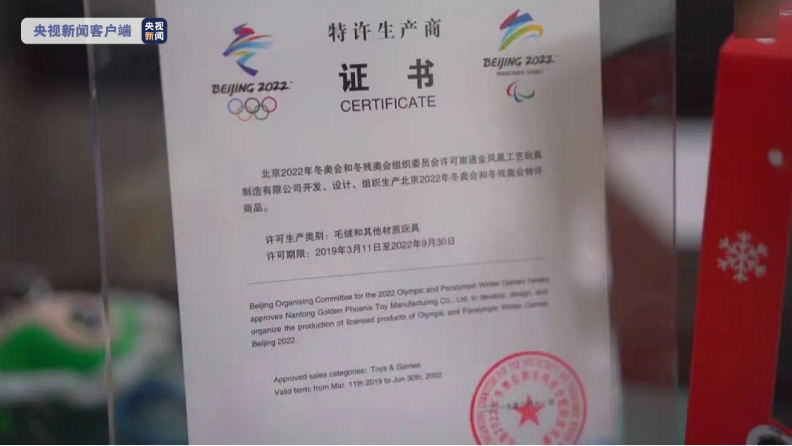 央视新闻客户端
央视
新闻
BEIJING 2022
特许生产商
证 书
CERTIFICATE
BEIJING 2022
PARALYMPIC GAMES
北京2022年冬奥会和冬残奥会组织委员会许可南通金凤凰工艺玩具
制造有限公司开发、设计、组织生产北京2022年冬奥会和冬残奥会特许
商品。
许可生产类别：毛绒和其他材质玩具
许可期限：2019年3月11日至2022年9月30日
Beijing Organising Committee for the 2022 Olympic and Paralympic Winter Games hereby
approves Nantong Golden Phoenix Toy Manufacturing Co., Ltd. to develop, design, and
organize the production of licensed products of Olympic and Paralympic Winter Games
Beijing 2022.
Approved sales categories: Toys & Games
Valid term: from Mar. 11th 2019 to Jun 30th, 2022